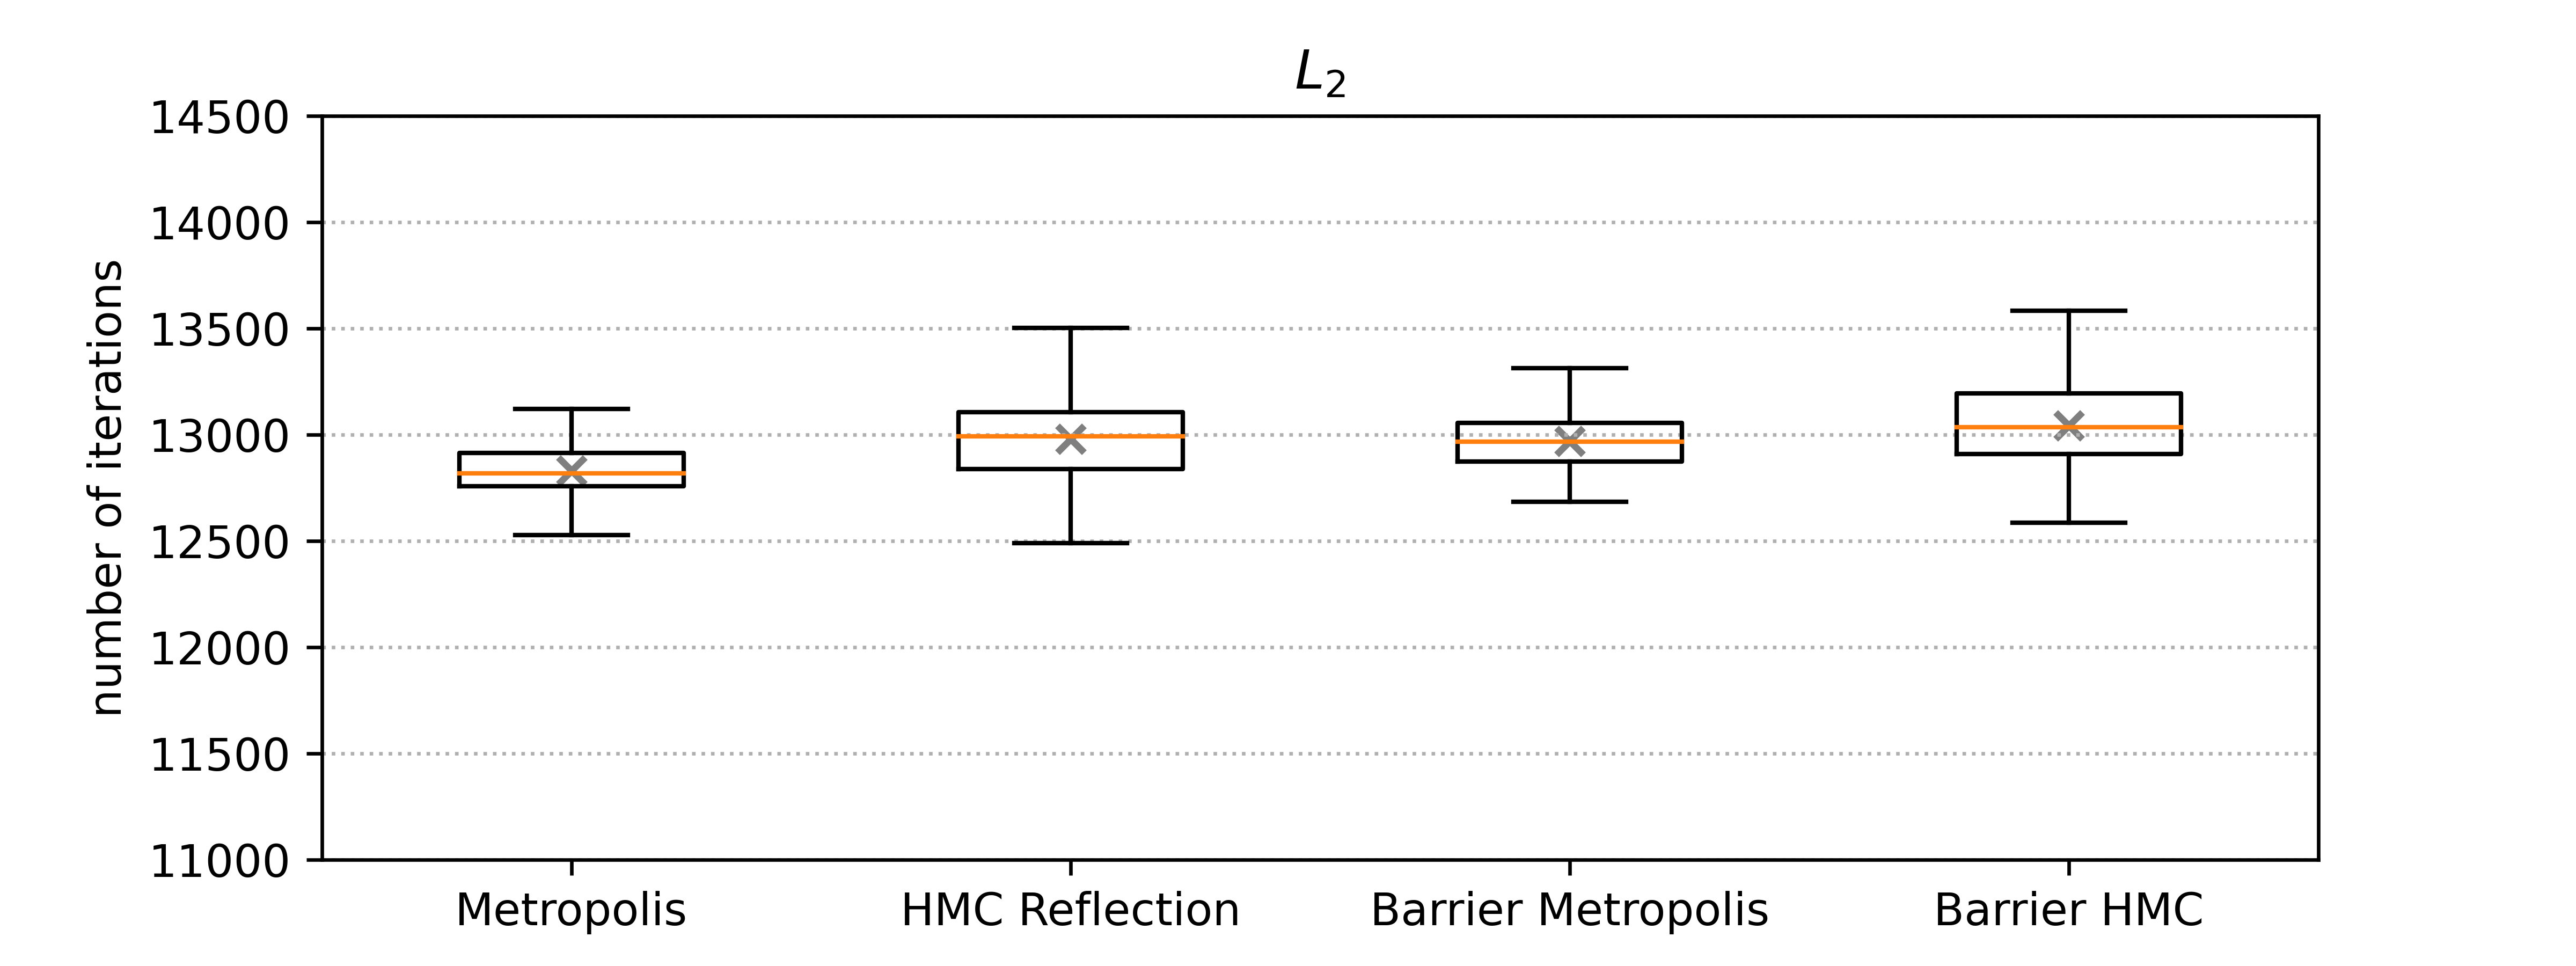 L₂
number of iterations
14500
14000
13500
13000
12500
12000
11500
11000
Metropolis
HMC Reflection
Barrier Metropolis
Barrier HMC